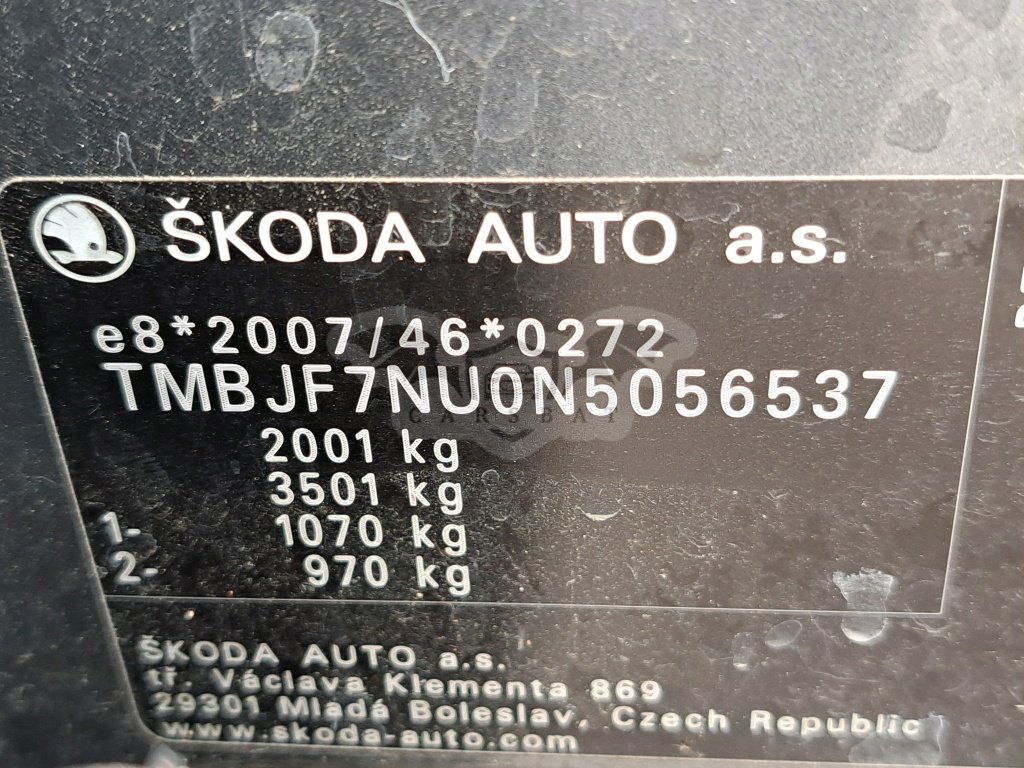 ŠKODA AUTO a.s.
e8*2007/46*0272
TMBJF7NU0N5056537
CARSBAP
2001 kg
3501 kg
1- 1070 kg
2- 970 kg
ŠKODA AUTO a.s.
tř. Václava Klementa 869
29301 Mladá Boleslav, Czech Republic
www.skoda-auto.com